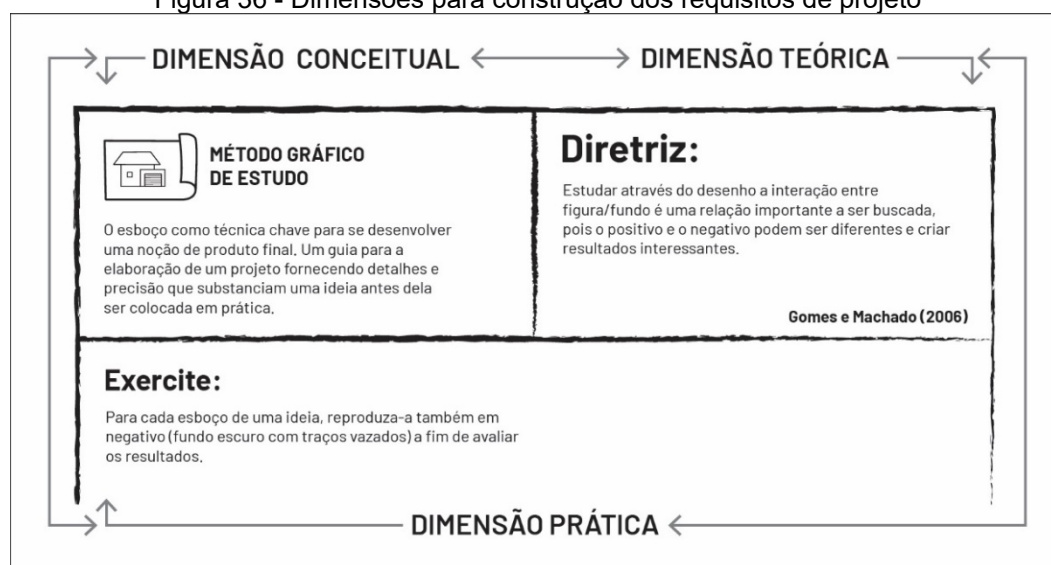 Figura 36 - Dimensões para construção dos requisitos de projeto
DIMENSÃO CONCEITUAL
DIMENSÃO TEÓRICA
MÉTODO GRÁFICO
DE ESTUDO
O esboço como técnica chave para se desenvolver
uma noção de produto final. Um guia para a
elaboração de um projeto fornecendo detalhes e
precisão que substanciam uma ideia antes dela
ser colocada em prática.
Diretriz:
Estudar através do desenho a interação entre
figura/fundo é uma relação importante a ser buscada,
pois o positivo e o negativo podem ser diferentes e criar
resultados interessantes.
Gomes e Machado (2006)
Exercite:
Para cada esboço de uma ideia, reproduza-a também em
negativo (fundo escuro com traços vazados) a fim de avaliar
os resultados.
DIMENSÃO PRÁTICA